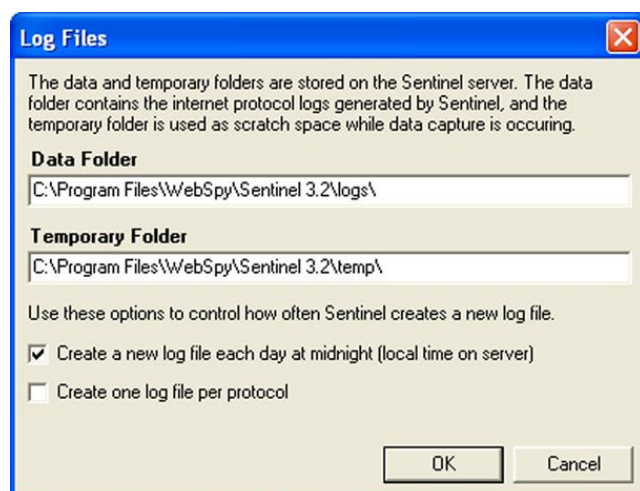 Log Files
The data and temporary folders are stored on the Sentinel server. The data
folder contains the internet protocol logs generated by Sentinel, and the
temporary folder is used as scratch space while data capture is occuring.
Data Folder
C:\Program Files\WebSpy\Sentinel 3.2\logs\
Temporary Folder
C:\Program Files\WebSpy\Sentinel 3.2\temp\
Use these options to control how often Sentinel creates a new log file.
Create a new log file each day at midnight (local time on server)
Create one log file per protocol
OK Cancel